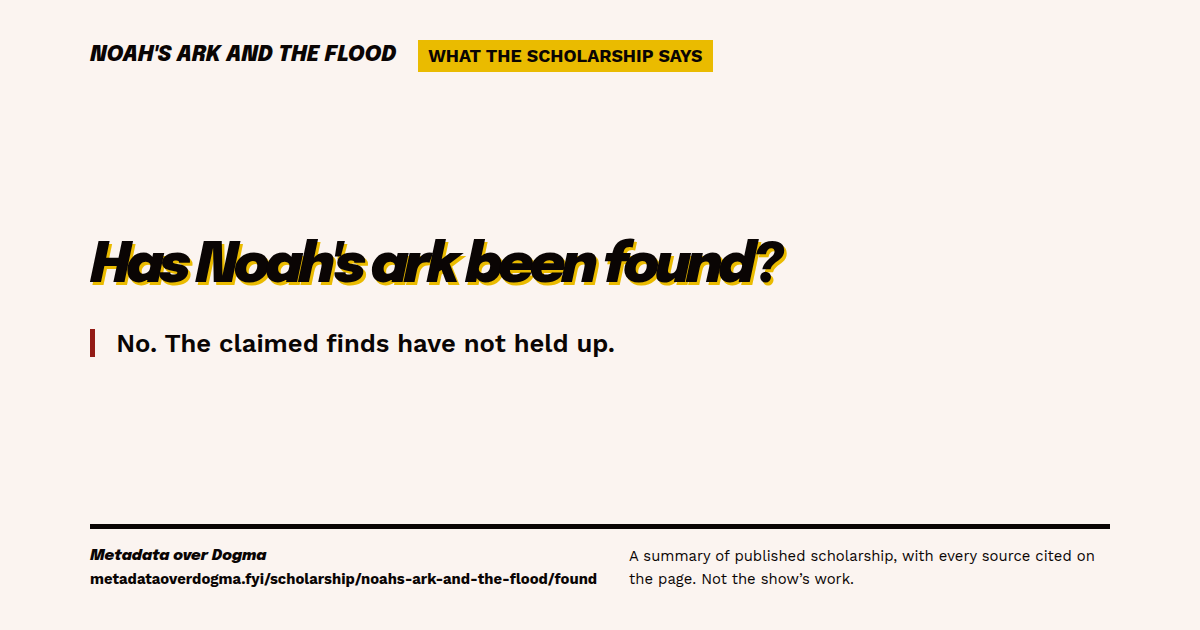 NOAH'S ARK AND THE FLOOD
WHAT THE SCHOLARSHIP SAYS
Has Noah's ark been found?
No. The claimed finds have not held up.
Metadata over Dogma
metadataoverdogma.fyi/scholarship/noahs-ark-and-the-flood/found
A summary of published scholarship, with every source cited on
the page. Not the show’s work.